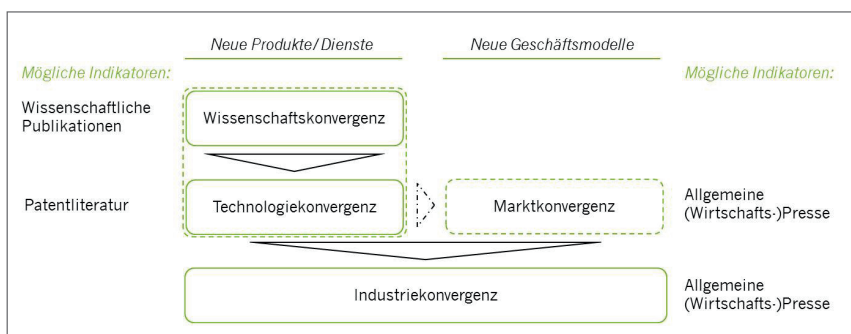 Neue Produkte/Dienste
Neue Geschäftsmodelle
Mögliche Indikatoren:
Mögliche Indikatoren:
Wissenschaftliche
Publikationen
Wissenschaftskonvergenz
Patentliteratur
Technologiekonvergenz
Marktkonvergenz
Allgemeine
(Wirtschafts-)Presse
Industriekonvergenz
Allgemeine
(Wirtschafts-)Presse